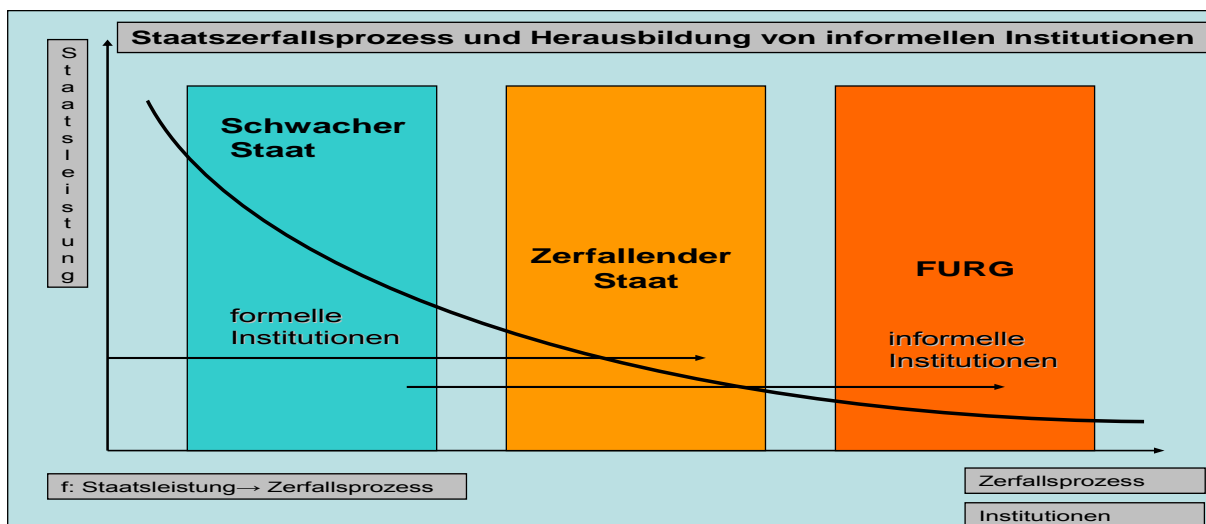 Staatszerfallsprozess und Herausbildung von informellen Institutionen
Staatsleistung
Schwacher
Staat
Zerfallender
Staat
FURG
formelle
Institutionen
informelle
Institutionen
f: Staatsleistung→ Zerfallsprozess
Zerfallsprozess
Institutionen